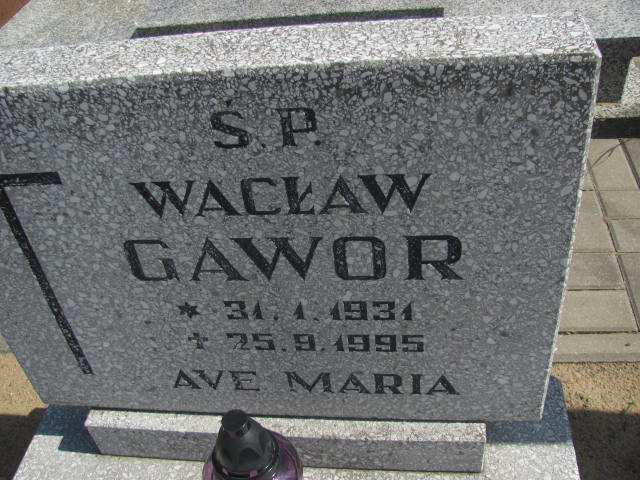 Ś.P.
WACŁAW
GAWOR
* 31.1.1931
✝ 25.9.1995
AVE MARIA